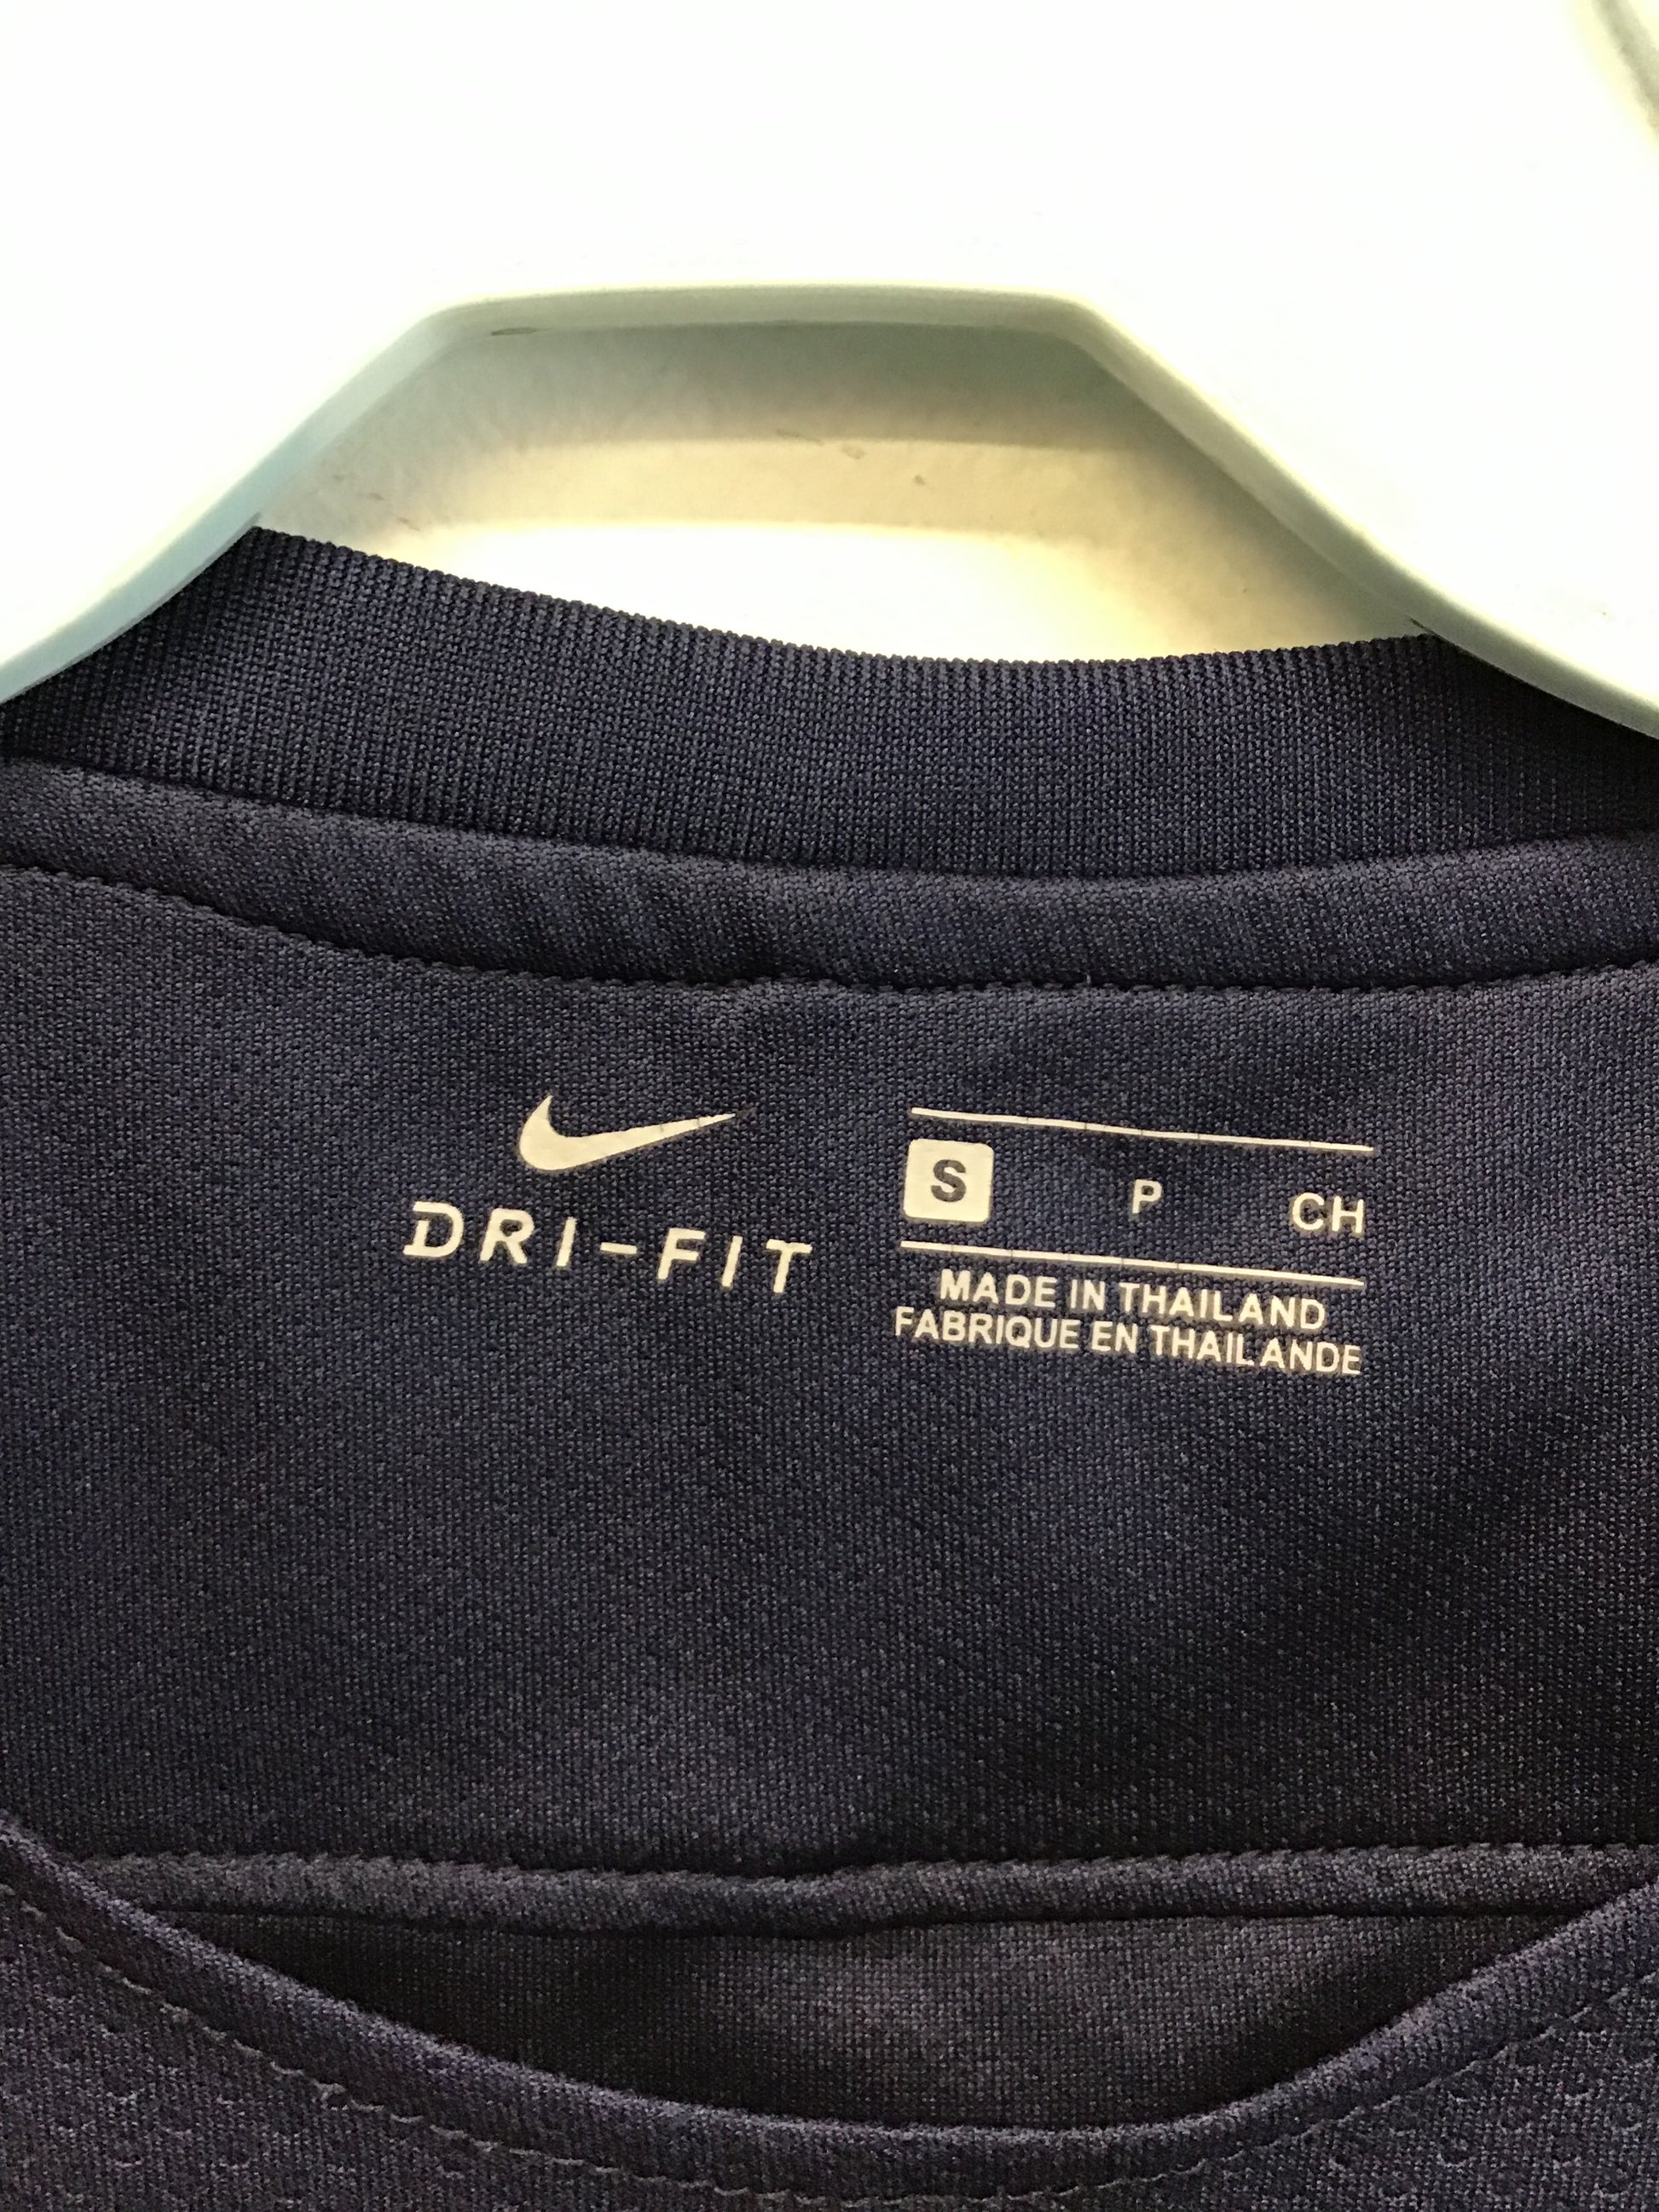 DRI-FIT
S P CH
MADE IN THAILAND
FABRIQUE EN THAILANDE